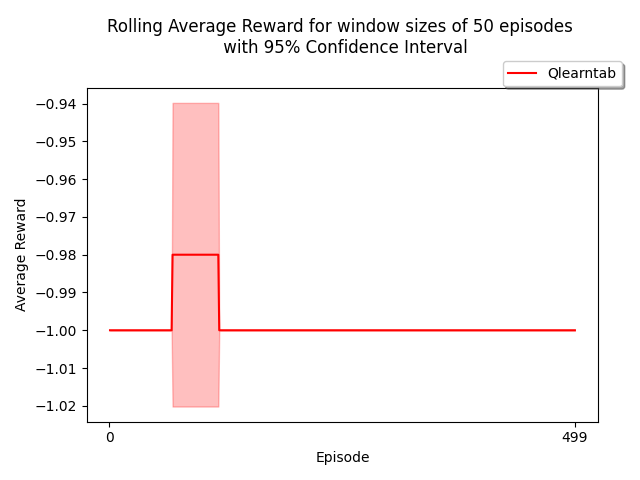 Rolling Average Reward for window sizes of 50 episodes
with 95% Confidence Interval
Qlearntab
−0.94
−0.95
−0.96
−0.97
−0.98
−0.99
−1.00
−1.01
−1.02
Average Reward
0
499
Episode